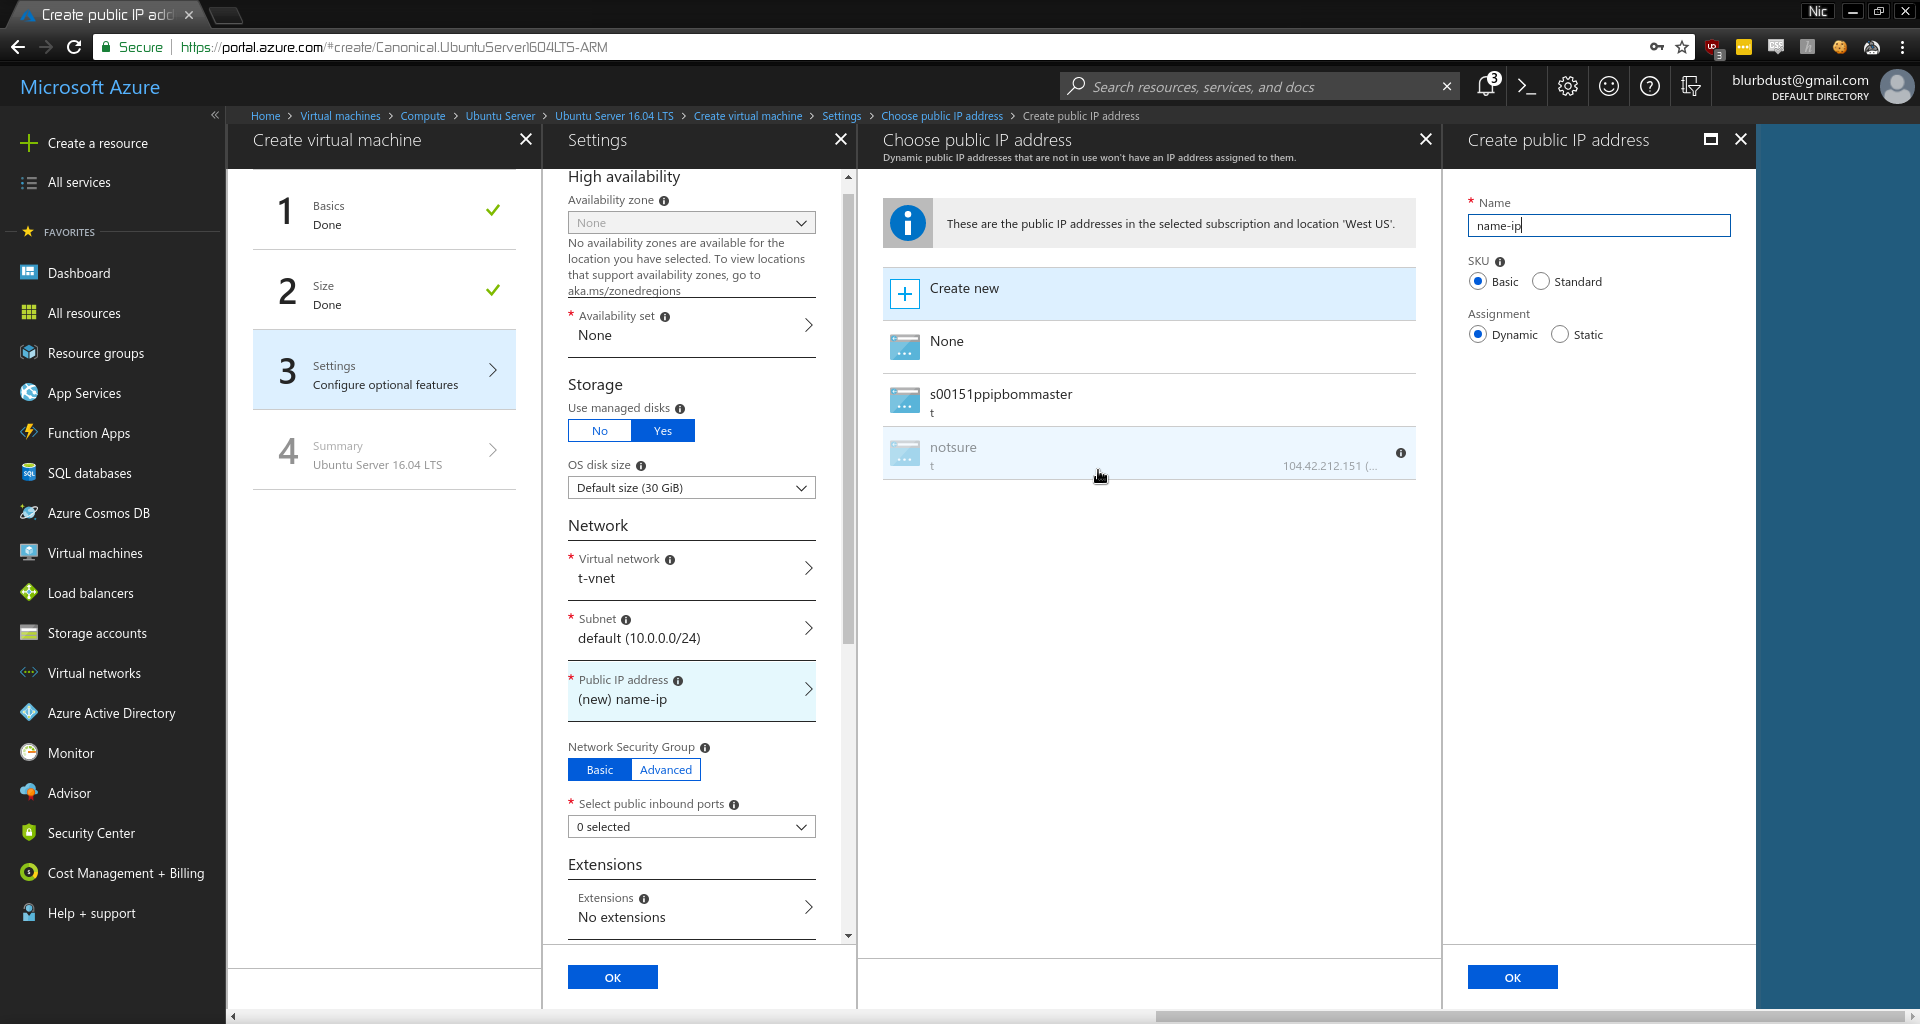 Create public IP add
Nic
Secure
https://portal.azure.com/#create/Canonical.UbuntuServer1604LTS-ARM
3
Microsoft Azure
Search resources, services, and docs
3
blurbdust@gmail.com
DEFAULT DIRECTORY
Home > Virtual machines > Compute > Ubuntu Server > Ubuntu Server 16.04 LTS > Create virtual machine > Settings > Choose public IP address > Create public IP address
Create a resource
All services
FAVORITES
Dashboard
All resources
Resource groups
App Services
Function Apps
SQL databases
Azure Cosmos DB
Virtual machines
Load balancers
Storage accounts
Virtual networks
Azure Active Directory
Monitor
Advisor
Security Center
Cost Management + Billing
Help + support
Create virtual machine
1
Basics
Done
2
Size
Done
3
Settings
Configure optional features
4
Summary
Ubuntu Server 16.04 LTS
Settings
High availability
Availability zone
None
No availability zones are available for the
location you have selected. To view locations
that support availability zones, go to
aka.ms/zonedregions
* Availability set
None
Storage
Use managed disks
No Yes
OS disk size
Default size (30 GiB)
Network
* Virtual network
t-vnet
* Subnet
default (10.0.0.0/24)
* Public IP address
(new) name-ip
Network Security Group
Basic Advanced
* Select public inbound ports
0 selected
Extensions
Extensions
No extensions
OK
Choose public IP address
Dynamic public IP addresses that are not in use won't have an IP address assigned to them.
These are the public IP addresses in the selected subscription and location 'West US'.
Create new
None
s00151ppipbommaster
t
notsure
t 104.42.212.151 (...
Create public IP address
* Name
name-ip
SKU
Basic Standard
Assignment
Dynamic Static
OK